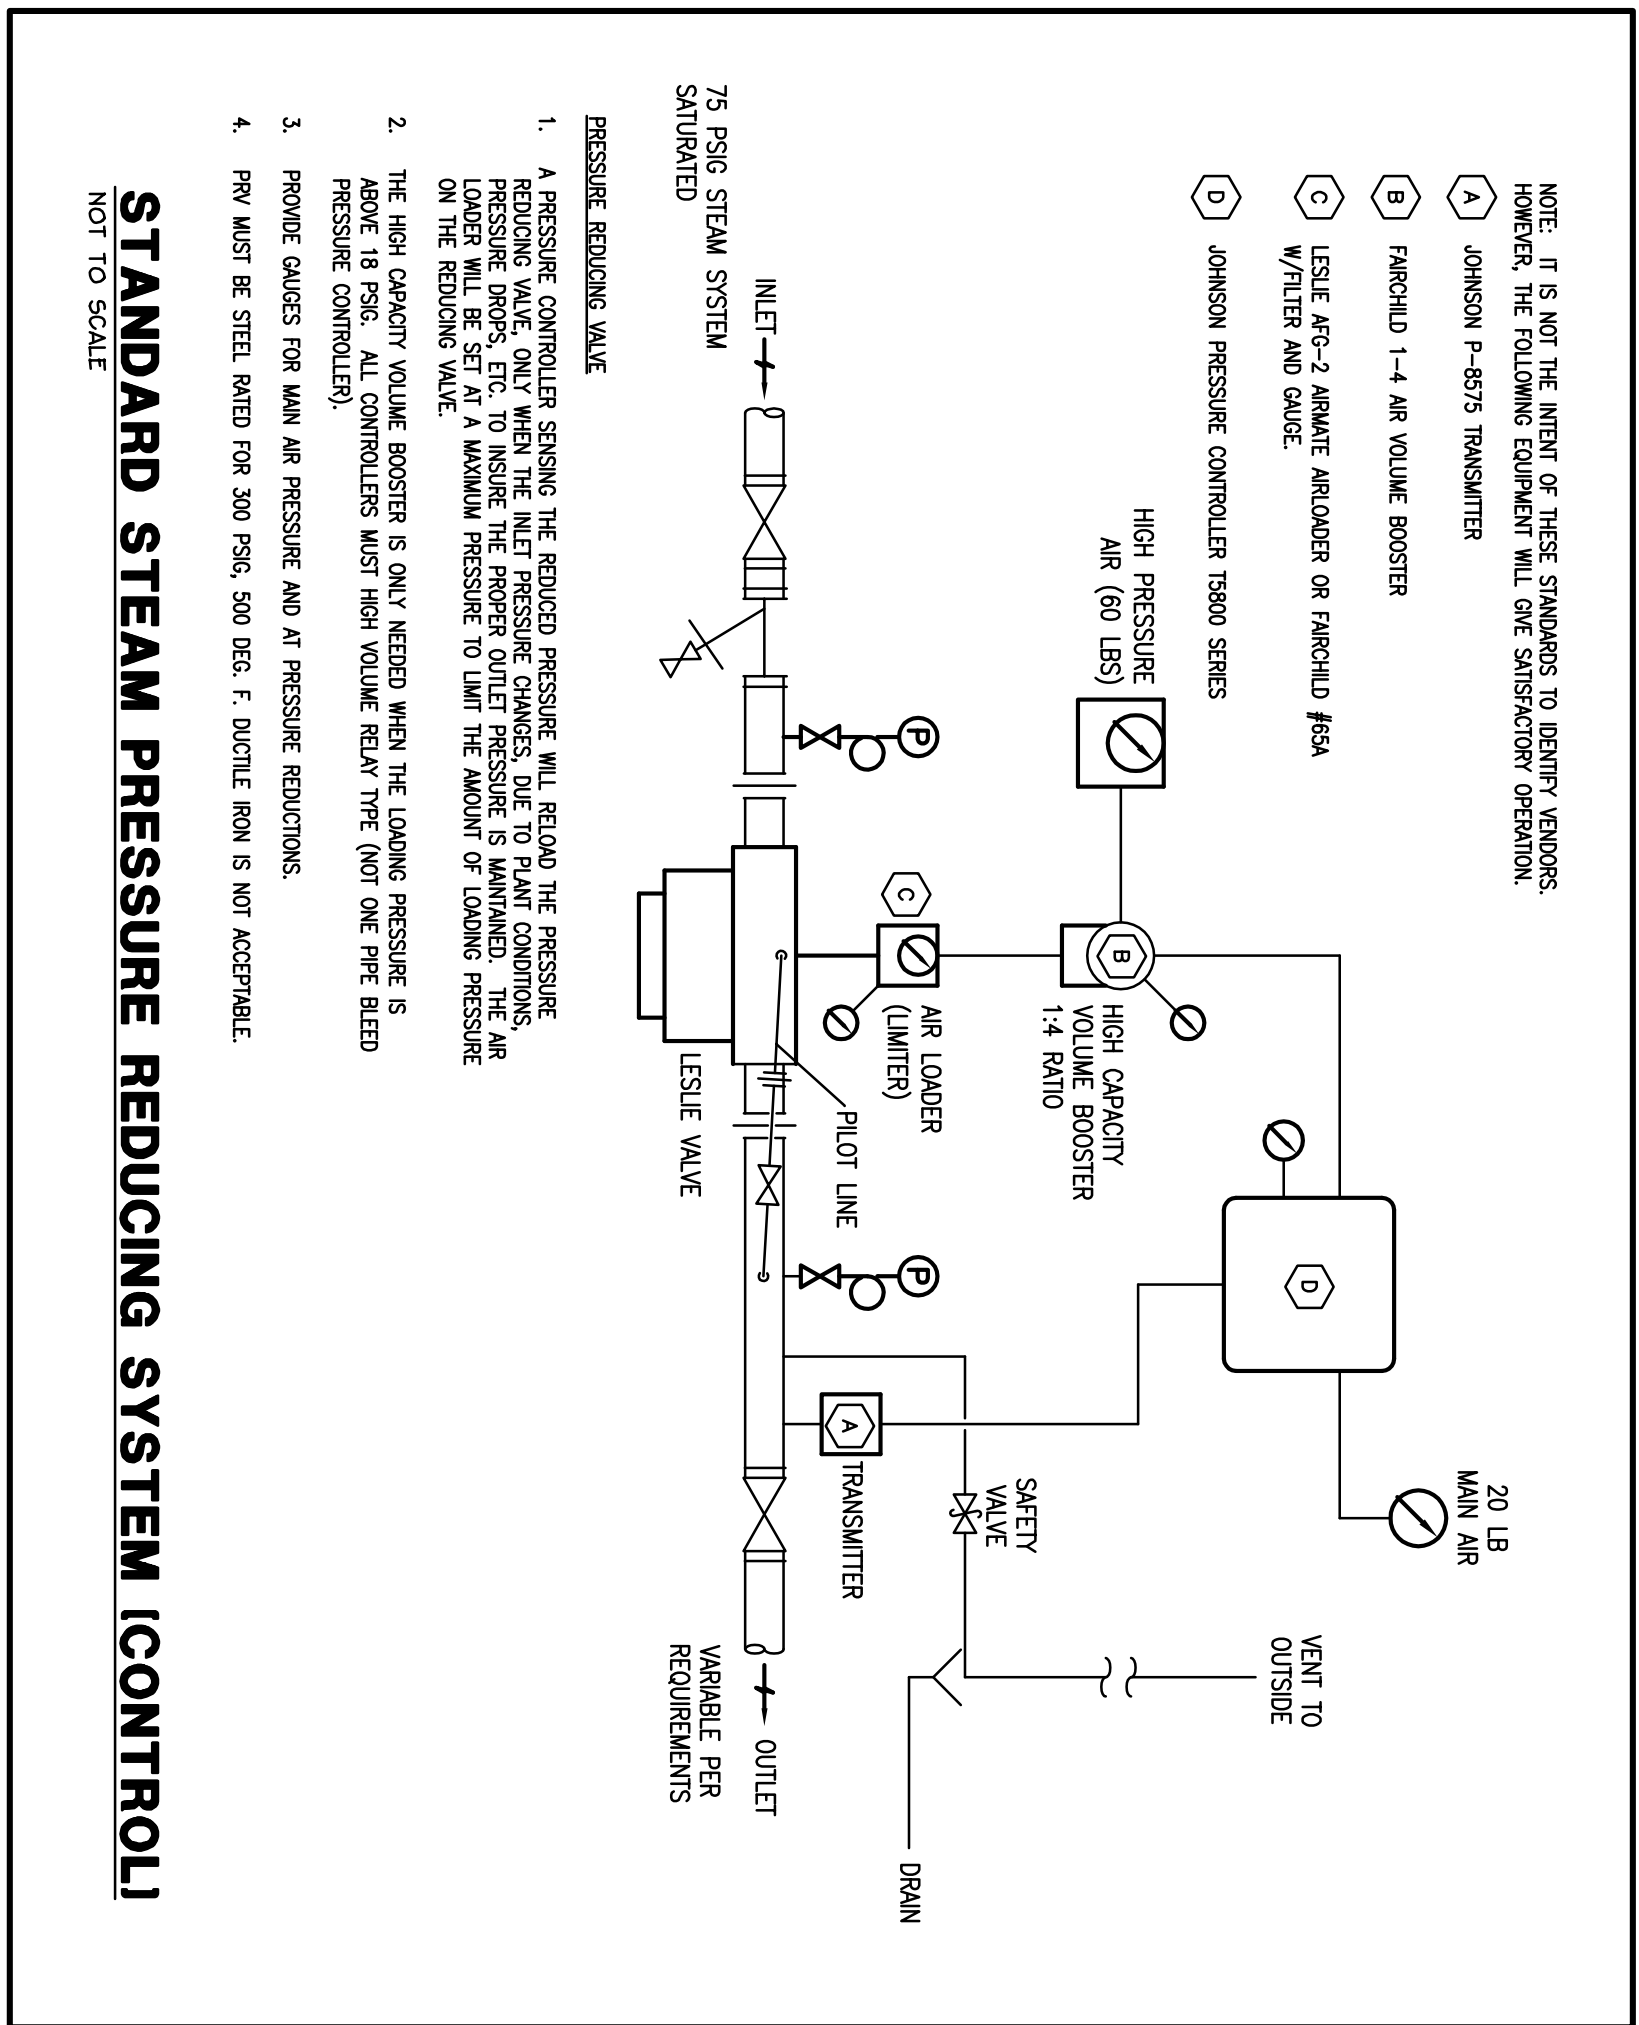 NOTE: IT IS NOT THE INTENT OF THESE STANDARDS TO IDENTIFY VENDORS.
HOWEVER, THE FOLLOWING EQUIPMENT WILL GIVE SATISFACTORY OPERATION.
A JOHNSON P-8575 TRANSMITTER
B FAIRCHILD 1-4 AIR VOLUME BOOSTER
C LESLIE AFG-2 AIRMATE AIRLOADER OR FAIRCHILD #65A
W/FILTER AND GAUGE.
D JOHNSON PRESSURE CONTROLLER T5800 SERIES
20 LB
MAIN AIR
VENT TO
OUTSIDE
D
HIGH PRESSURE
AIR (60 LBS)
B
HIGH CAPACITY
VOLUME BOOSTER
1:4 RATIO
SAFETY
VALVE
C
AIR LOADER
(LIMITER)
DRAIN
P
P
PILOT LINE
A
TRANSMITTER
INLET
OUTLET
75 PSIG STEAM SYSTEM
SATURATED
LESLIE VALVE
VARIABLE PER
REQUIREMENTS
PRESSURE REDUCING VALVE
1. A PRESSURE CONTROLLER SENSING THE REDUCED PRESSURE WILL RELOAD THE PRESSURE
REDUCING VALVE, ONLY WHEN THE INLET PRESSURE CHANGES, DUE TO PLANT CONDITIONS,
PRESSURE DROPS, ETC. TO INSURE THE PROPER OUTLET PRESSURE IS MAINTAINED. THE AIR
LOADER WILL BE SET AT A MAXIMUM PRESSURE TO LIMIT THE AMOUNT OF LOADING PRESSURE
ON THE REDUCING VALVE.
2. THE HIGH CAPACITY VOLUME BOOSTER IS ONLY NEEDED WHEN THE LOADING PRESSURE IS
ABOVE 18 PSIG. ALL CONTROLLERS MUST HIGH VOLUME RELAY TYPE (NOT ONE PIPE BLEED
PRESSURE CONTROLLER).
3. PROVIDE GAUGES FOR MAIN AIR PRESSURE AND AT PRESSURE REDUCTIONS.
4. PRV MUST BE STEEL RATED FOR 300 PSIG, 500 DEG. F. DUCTILE IRON IS NOT ACCEPTABLE.
STANDARD STEAM PRESSURE REDUCING SYSTEM (CONTROL)
NOT TO SCALE